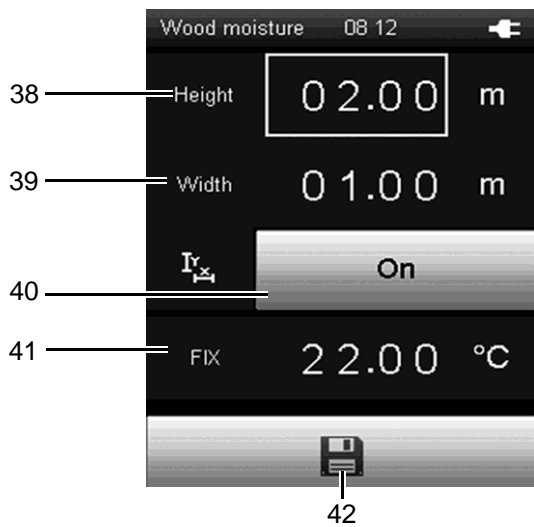 Wood moisture 08 12
38 Height 02.00 m
39 Width 01.00 m
Y X On
40
41 FIX 22.00 °C
42